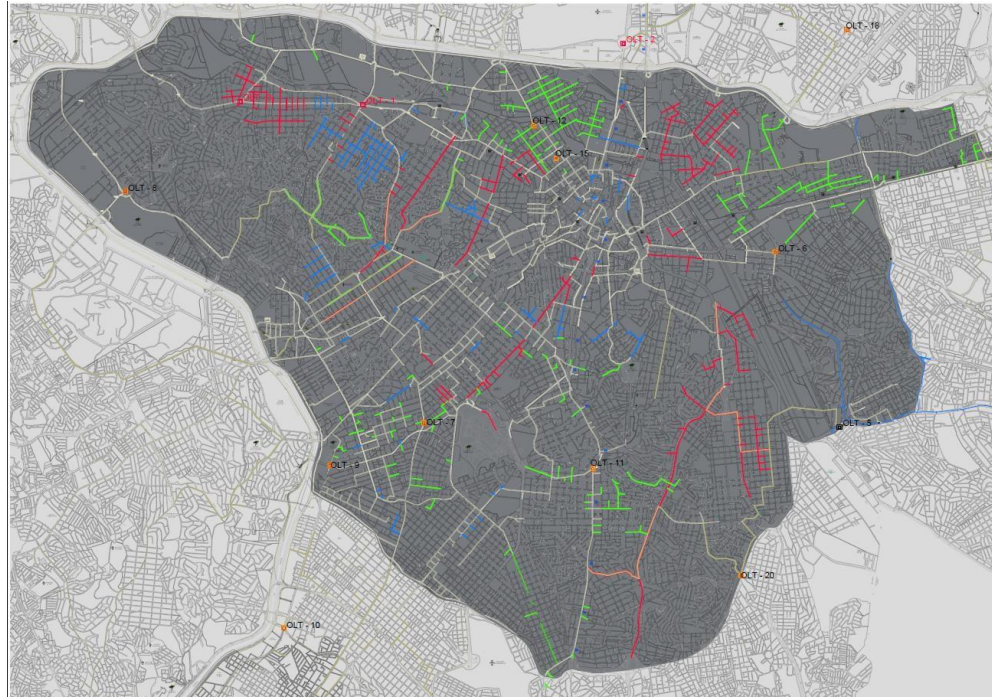 OLT - 18
OLT - 2
OLT - 1
OLT - 12
OLT - 15
OLT - 8
OLT - 6
OLT - 7
OLT - 5
OLT - 9
OLT - 11
OLT - 20
OLT - 10